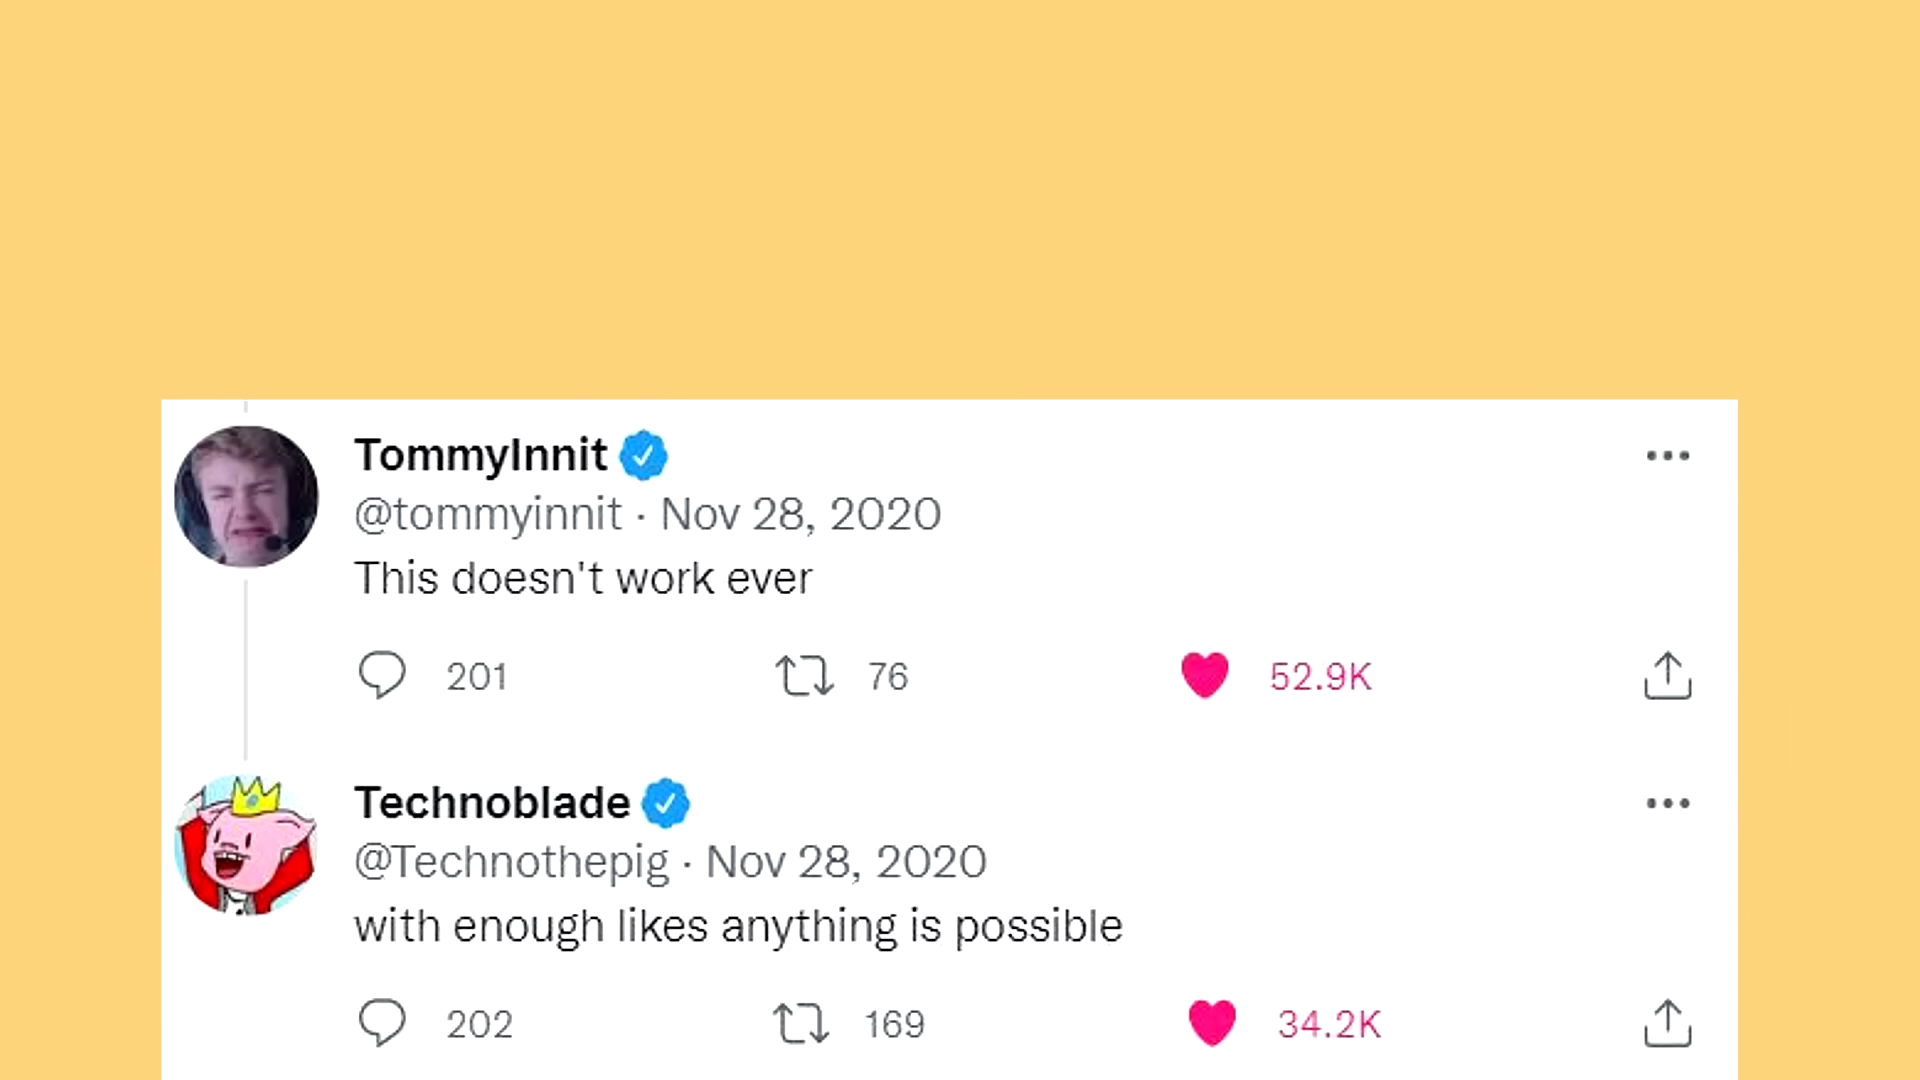 TommyInnit
@tommyinnit · Nov 28, 2020
This doesn't work ever
201 76 52.9K
Technoblade
@Technothepig · Nov 28, 2020
with enough likes anything is possible
202 169 34.2K